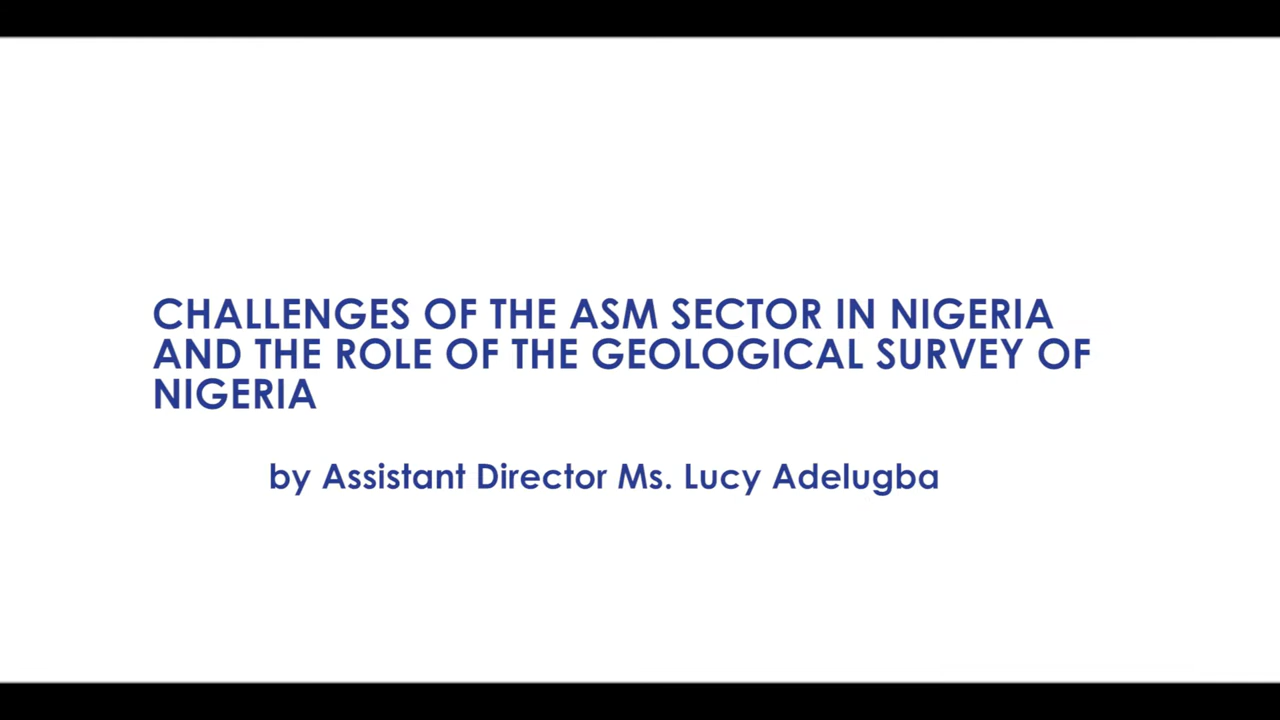 CHALLENGES OF THE ASM SECTOR IN NIGERIA
AND THE ROLE OF THE GEOLOGICAL SURVEY OF
NIGERIA
by Assistant Director Ms. Lucy Adelugba